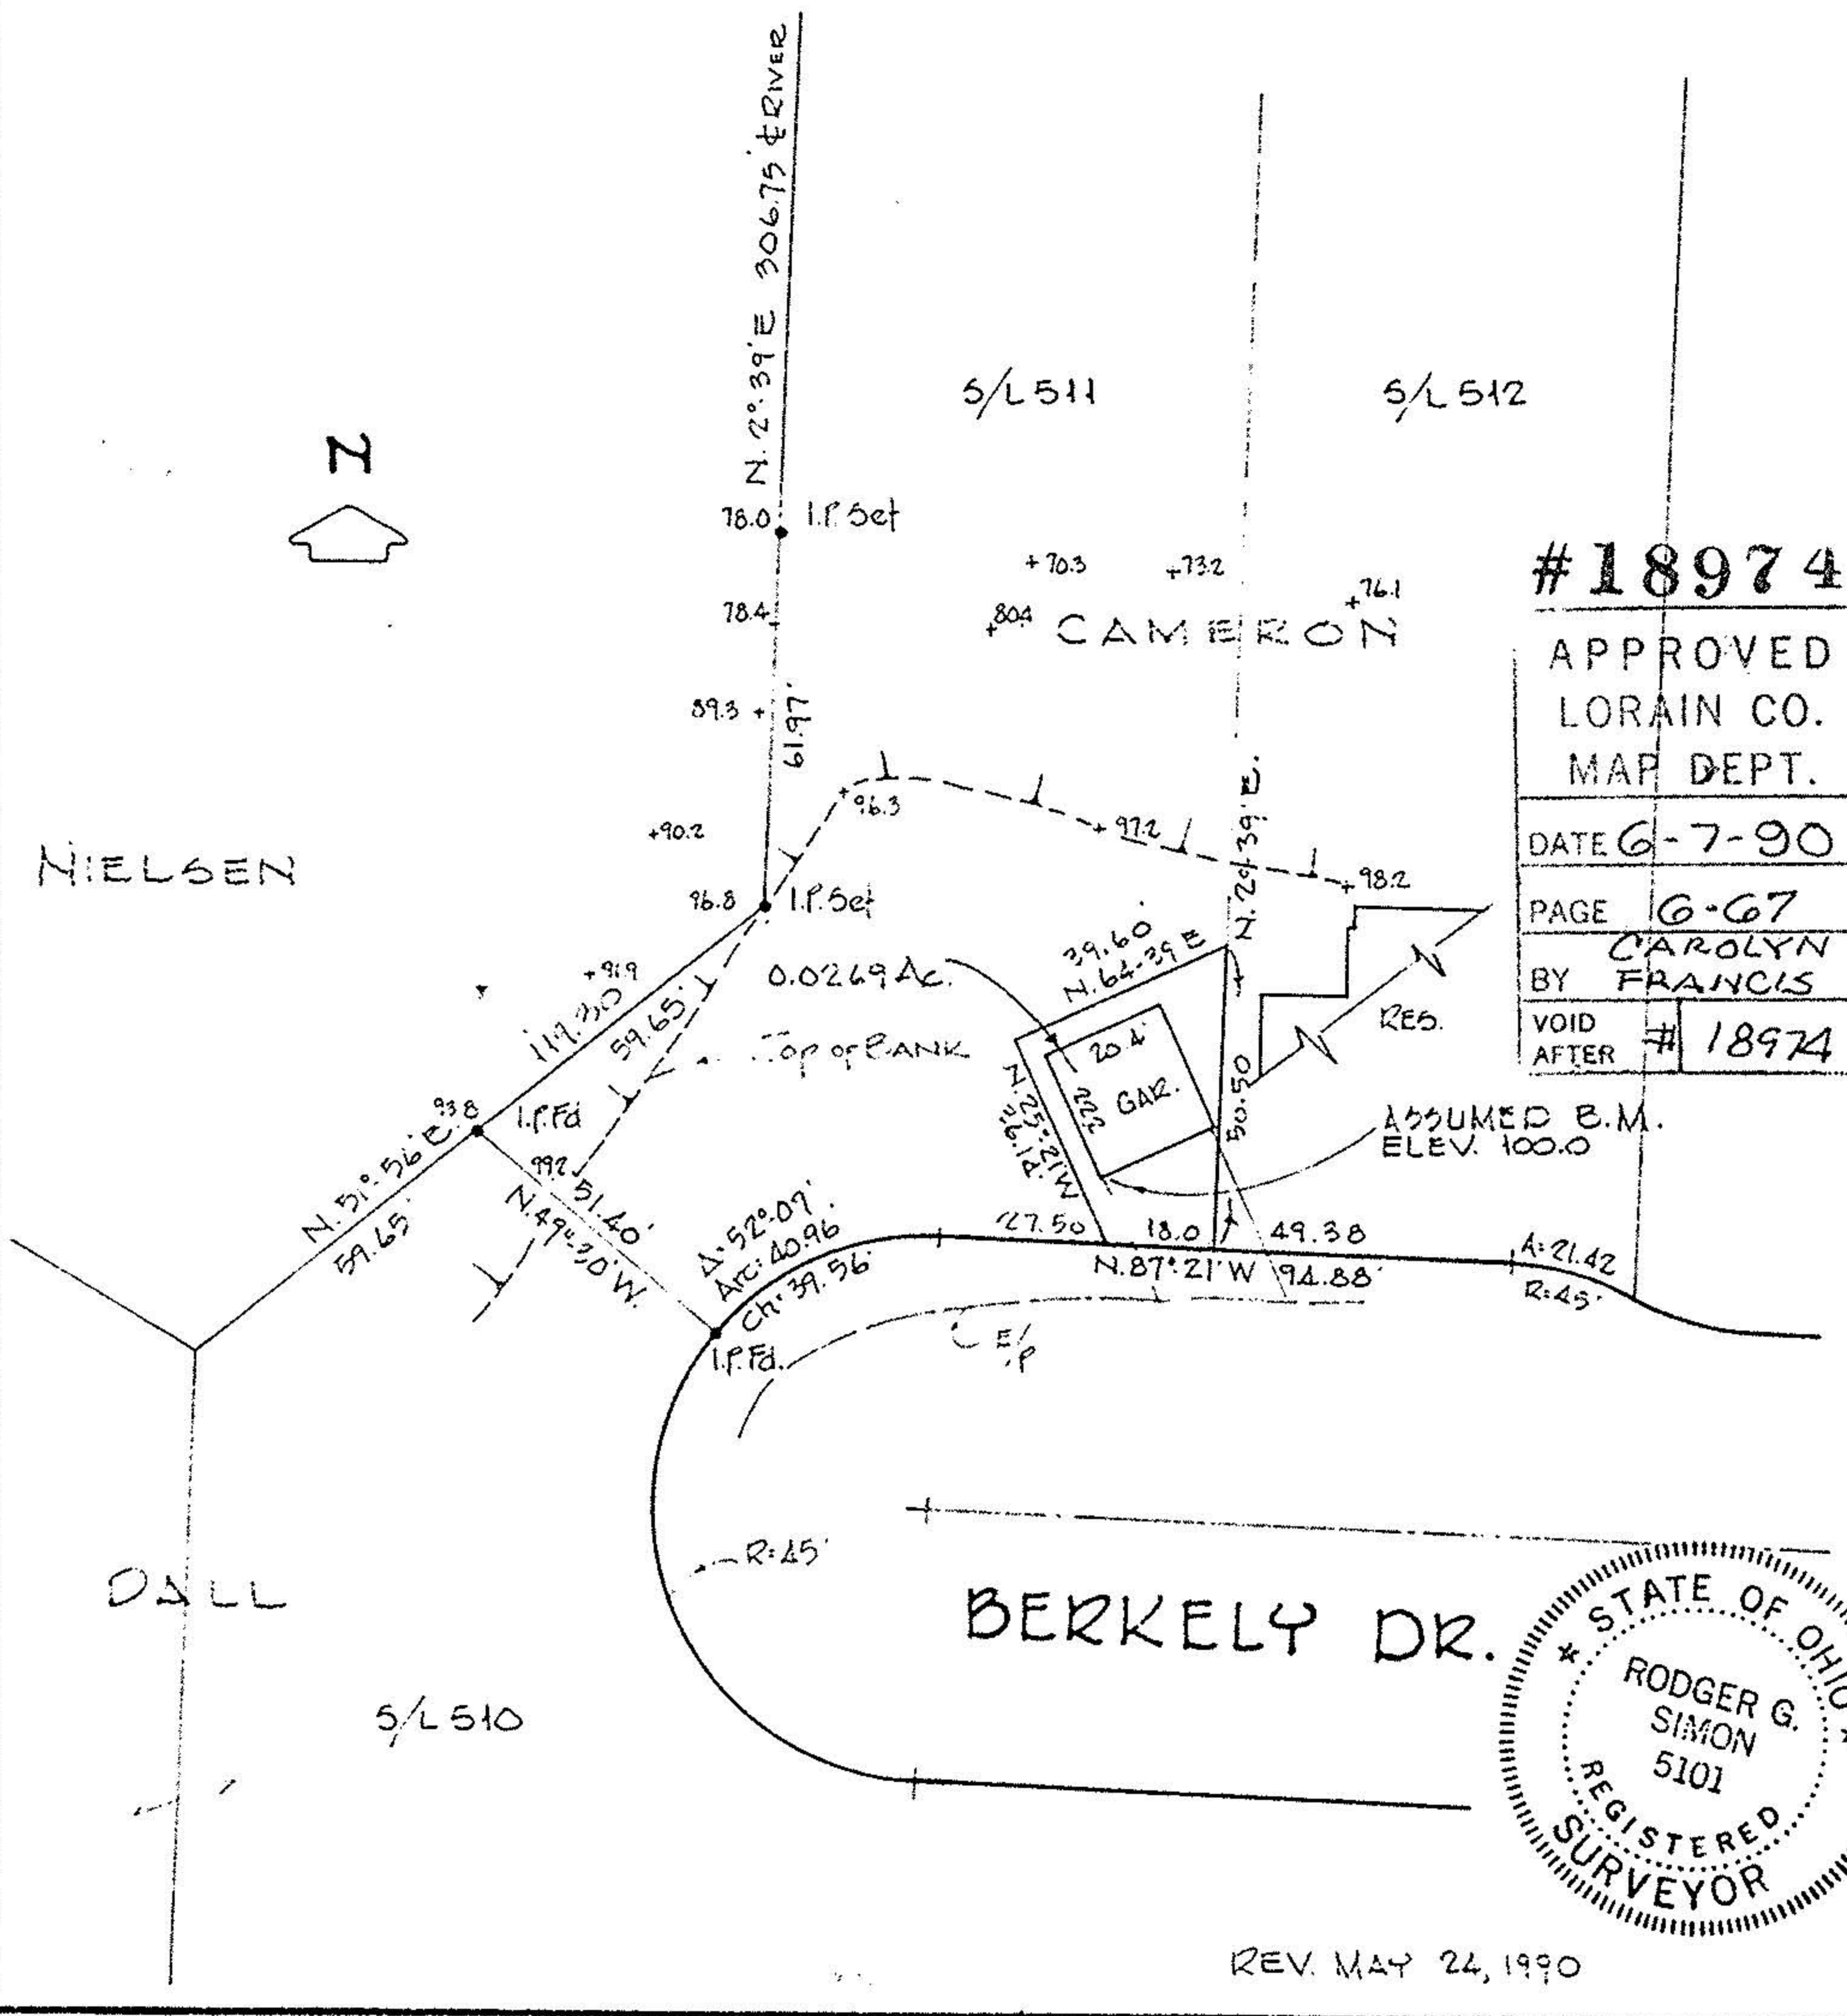 N. 2°.39' E 306.75' ℄ RIVER
S/L 511
S/L 512
N
78.0
I.P. Set
+ 70.3
+ 73.2
+ 76.1
78.4
+ 80.4
CAMERON
#18974
APPROVED
LORAIN CO.
MAP DEPT.
DATE 6-7-90
PAGE 6-67
BY CAROLYN
FRANCIS
VOID
AFTER # 18974
89.3 +
61.97'
+ 96.3
+ 97.2
+ 98.2
+90.2
NIELSEN
96.8
I.P. Set
39.60'
N. 64-39 E
0.0269 Ac.
+91.9
119.30'
59.65'
TOP OF BANK
20.4'
GAR.
RES.
N. 25°-21' W
50.50
ASSUMED B.M.
ELEV. 100.0
93.8
I.P. Fd
N. 51°-56' E.
59.65'
99.2
51.40'
N. 49°-30' W.
Δ=52°-09'
Arc=40.96
Ch=39.56'
I.P. Fd.
27.50
18.0
49.38
N. 87°-21' W
94.88'
A=21.42
R=45'
E/P
R=45'
DALL
BERKELY DR.
S/L 510
STATE OF OHIO
RODGER G.
SIMON
5101
REGISTERED
SURVEYOR
REV. MAY 24, 1990